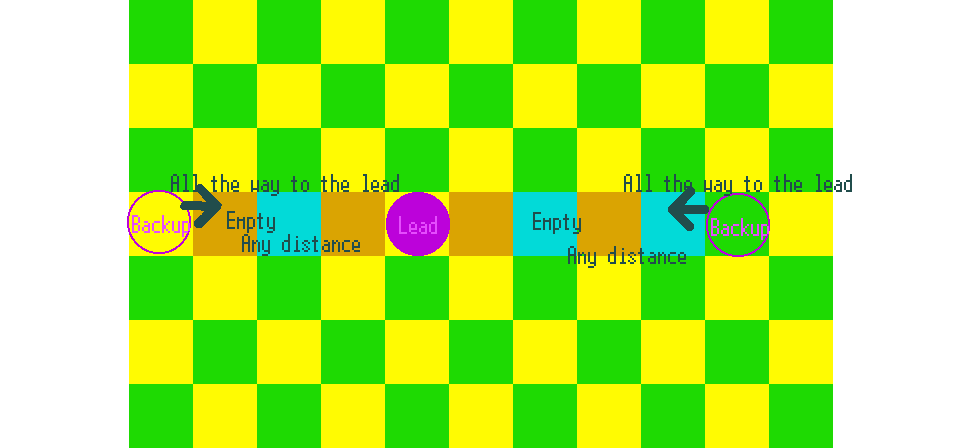 All the way to the lead
All the way to the lead
Backup
Empty
Any distance
Lead
Empty
Any distance
Backup